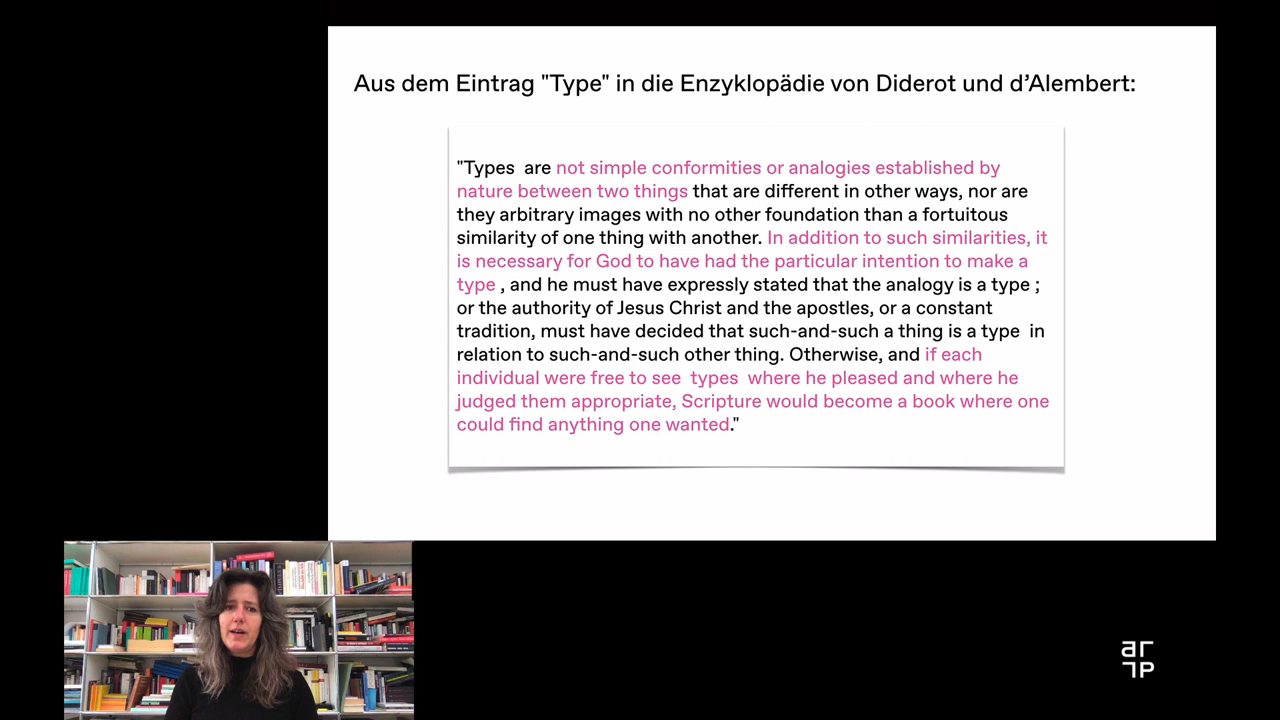 Aus dem Eintrag "Type" in die Enzyklopädie von Diderot und d’Alembert:
"Types are not simple conformities or analogies established by
nature between two things that are different in other ways, nor are
they arbitrary images with no other foundation than a fortuitous
similarity of one thing with another. In addition to such similarities, it
is necessary for God to have had the particular intention to make a
type , and he must have expressly stated that the analogy is a type ;
or the authority of Jesus Christ and the apostles, or a constant
tradition, must have decided that such-and-such a thing is a type in
relation to such-and-such other thing. Otherwise, and if each
individual were free to see types where he pleased and where he
judged them appropriate, Scripture would become a book where one
could find anything one wanted."